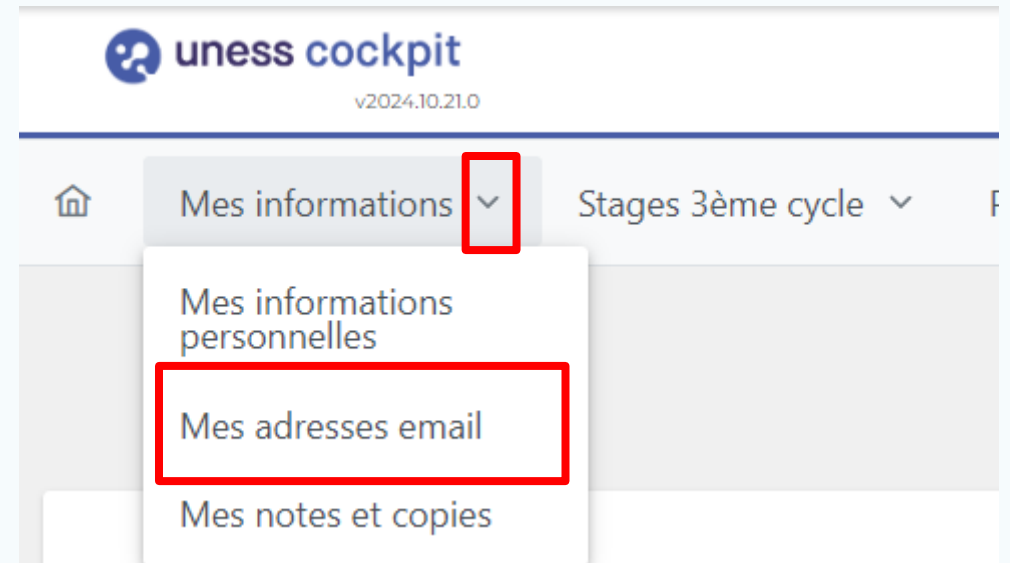 uness cockpit
v2024.10.21.0
Mes informations
Stages 3ème cycle
Mes informations
personnelles
Mes adresses email
Mes notes et copies